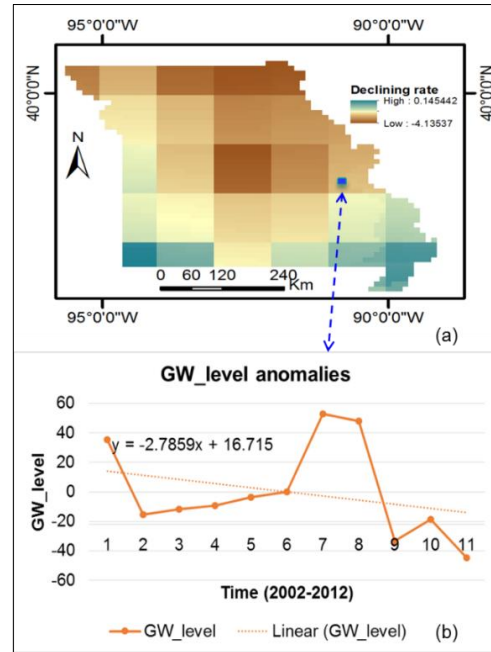 95°0'0"W 90°0'0"W
40°0'0"N 40°0'0"N
Declining rate
High : 0.145442
Low : -4.13537
N
0 60 120 240
Km
95°0'0"W 90°0'0"W
(a)
GW_level anomalies
60
y = -2.7859x + 16.715
40
20
0
-20
-40
-60
GW_level
1 2 3 4 5 6 7 8 9 10 11
Time (2002-2012)
GW_level Linear (GW_level) (b)